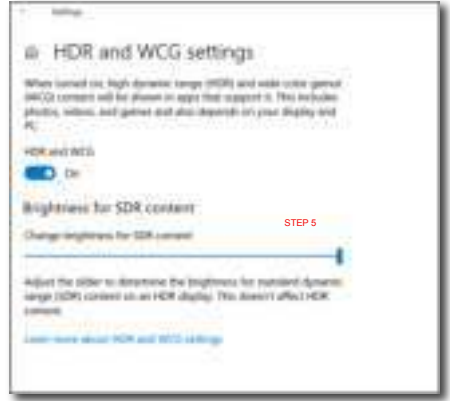 Settings
HDR and WCG settings
When turned on, high dynamic range (HDR) and wide color gamut
(WCG) content will be shown in apps that support it. This includes
photos, videos, and games and also depends on your display and
PC.
HDR and WCG
On
Brightness for SDR content
STEP 5
Change brightness for SDR content
Adjust the slider to determine the brightness for standard dynamic
range (SDR) content on an HDR display. This doesn't affect HDR
content.
Learn more about HDR and WCG settings